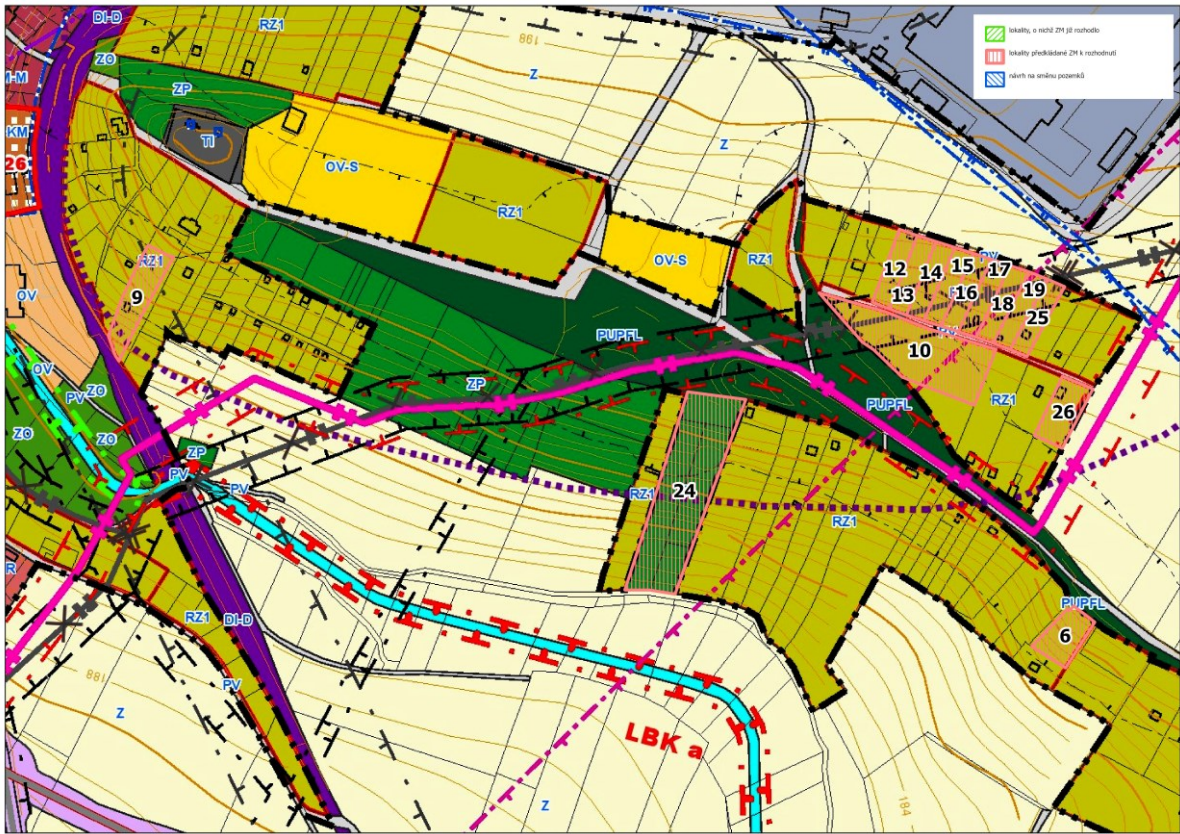 DI-D
RZ1
198
Z
lokality, o nichž ZM již rozhodlo
lokality předkládané ZM k rozhodnutí
návrh na směnu pozemků
ZO
M-M
ZP
KM
TI
26
OV-S
Z
RZ1
RZ1
OV-S
RZ1
9
OV
12
14
15
17
13
16
18
19
25
PV
10
PUPFL
OV
ZP
PUPFL
RZ1
26
PV
ZO
ZO
ZO
ZP
PV
PV
RZ1
24
RZ1
R
RZ1
DI-D
PUPFL
6
PV
188
Z
LBK a
Z
184